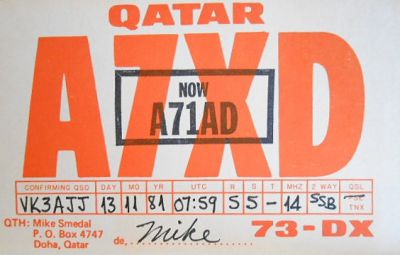 QATAR
A7XD
NOW
A71AD
CONFIRMING QSO DAY MO YR UTC R S T MHZ 2 WAY QSL
VK3AJJ 13 11 81 07:59 5 5 - 14 SSB PSE TNX
QTH: Mike Smedal
P. O. Box 4747
Doha, Qatar
de, Mike
73-DX